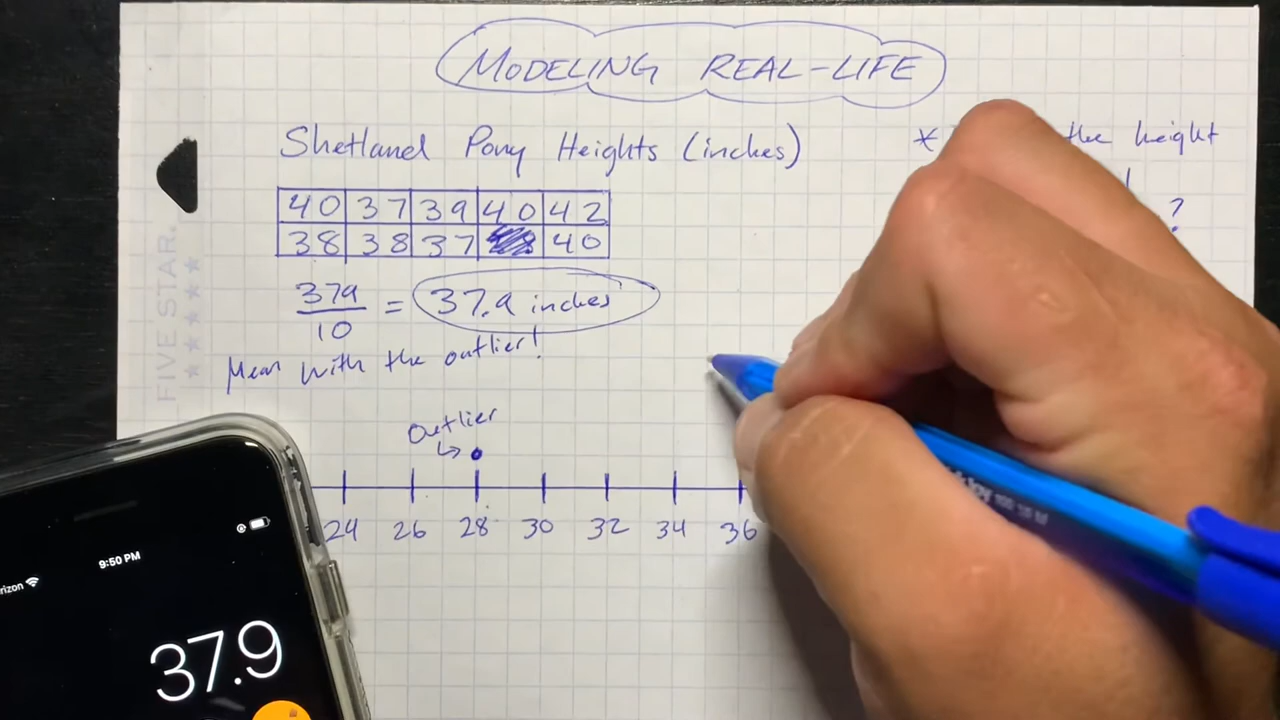 MODELING REAL-LIFE
Shetland Pony Heights (inches)
* the height
?
40 37 39 40 42
38 38 37 40
379
10
= 37.9 inches
Mean with the outlier!
Outlier
24 26 28 30 32 34 36
FIVE STAR.
9:50 PM
rizon
37.9